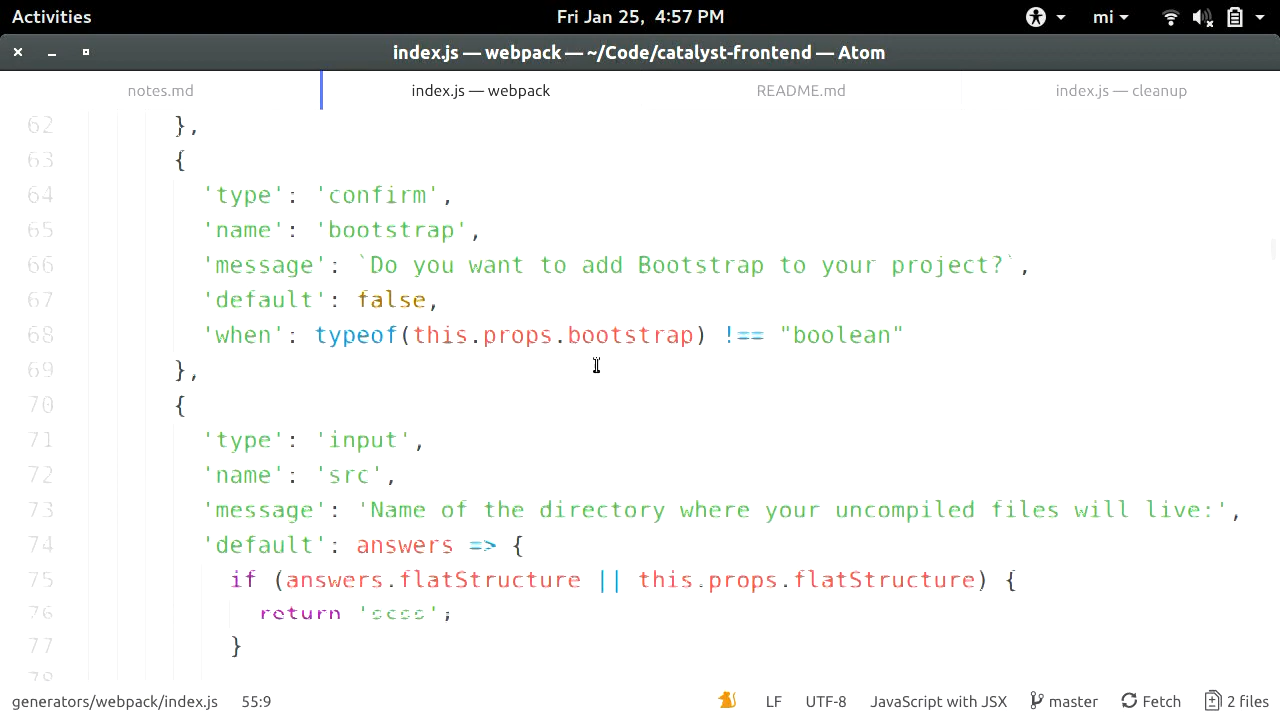 Activities Fri Jan 25, 4:57 PM mi
index.js — webpack — ~/Code/catalyst-frontend — Atom
notes.md index.js — webpack README.md index.js — cleanup
62 },
63 {
64 'type': 'confirm',
65 'name': 'bootstrap',
66 'message': `Do you want to add Bootstrap to your project?`,
67 'default': false,
68 'when': typeof(this.props.bootstrap) !== "boolean"
69 },
70 {
71 'type': 'input',
72 'name': 'src',
73 'message': 'Name of the directory where your uncompiled files will live:',
74 'default': answers => {
75 if (answers.flatStructure || this.props.flatStructure) {
76 return 'scss';
77 }
78
generators/webpack/index.js 55:9 LF UTF-8 JavaScript with JSX master Fetch 2 files